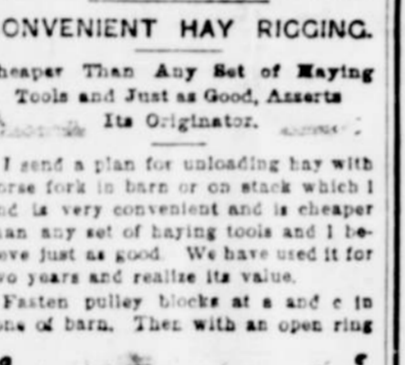 ONVENIENT HAY RIGGING.
heaper Than Any Set of Haying
Tools and Just as Good, Asserts
Its Originator.
I send a plan for unloading hay with
orse fork in barn or on stack which I
nd is very convenient and is cheaper
an any set of haying tools and I be-
eve just as good. We have used it for
wo years and realize its value.
Fasten pulley blocks at a and c in
one of barn. Then with an open ring